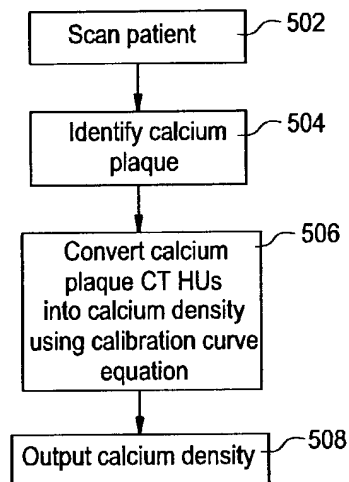 Scan patient
502
Identify calcium
plaque
504
Convert calcium
plaque CT HUs
into calcium density
using calibration curve
equation
506
Output calcium density
508